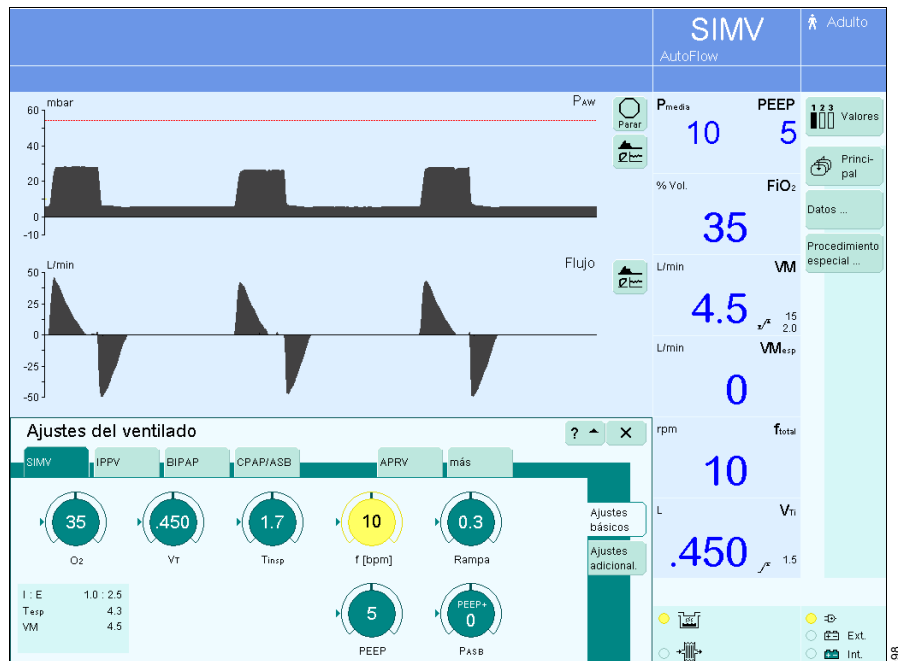 SIMV
AutoFlow
Adulto
mbar
PAW
60
40
20
0
-10
Parar
L/min
Flujo
50
25
0
-25
-50
Pmedia
PEEP
10
5
% Vol.
FiO2
35
L/min
VM
4.5
15
2.0
L/min
VMesp
0
rpm
ftotal
10
L
VTi
.450
1.5
1 2 3
Valores
Princi-
pal
Datos ...
Procedimiento
especial ...
Ajustes del ventilado
? X
SIMV
IPPV
BIPAP
CPAP/ASB
APRV
más
35
.450
1.7
10
0.3
O2
VT
Tinsp
f [bpm]
Rampa
Ajustes
básicos
Ajustes
adicional.
I : E 1.0 : 2.5
Tesp 4.3
VM 4.5
5
PEEP+
0
PEEP
PASB
Ext.
Int.
98